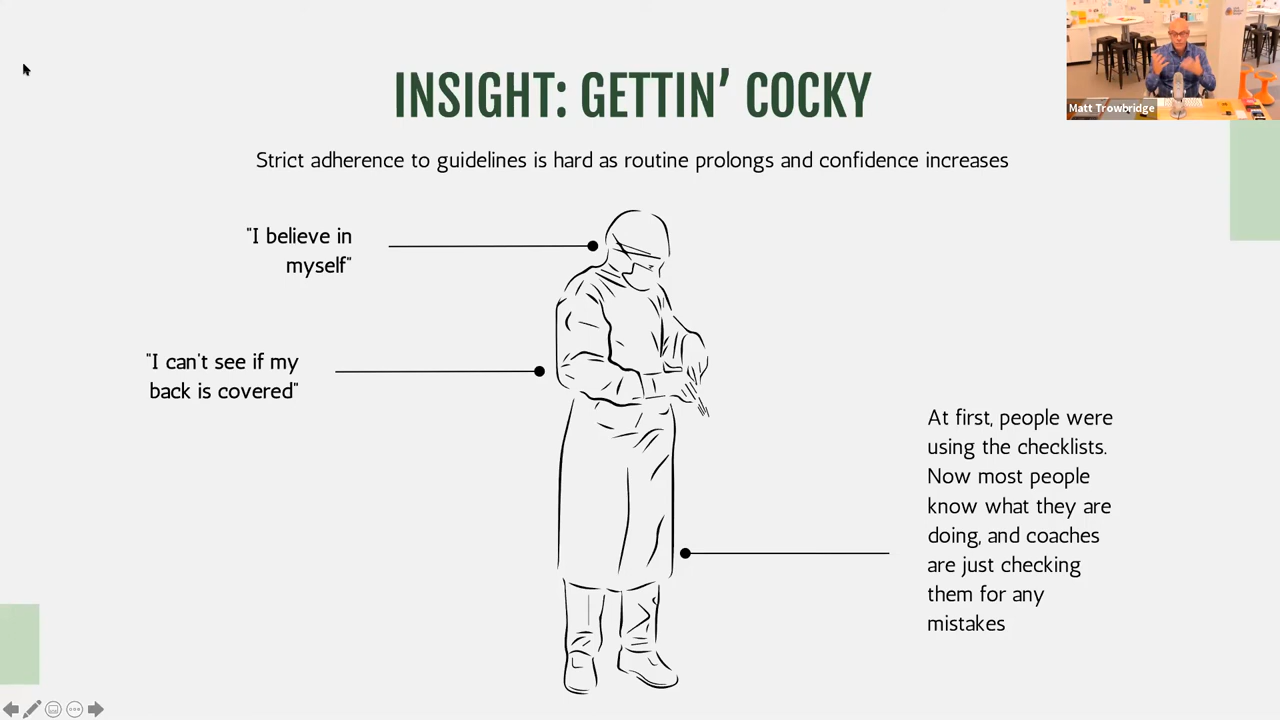 Matt Trowbridge
INSIGHT: GETTIN' COCKY
Strict adherence to guidelines is hard as routine prolongs and confidence increases
"I believe in
myself"
"I can't see if my
back is covered"
At first, people were
using the checklists.
Now most people
know what they are
doing, and coaches
are just checking
them for any
mistakes